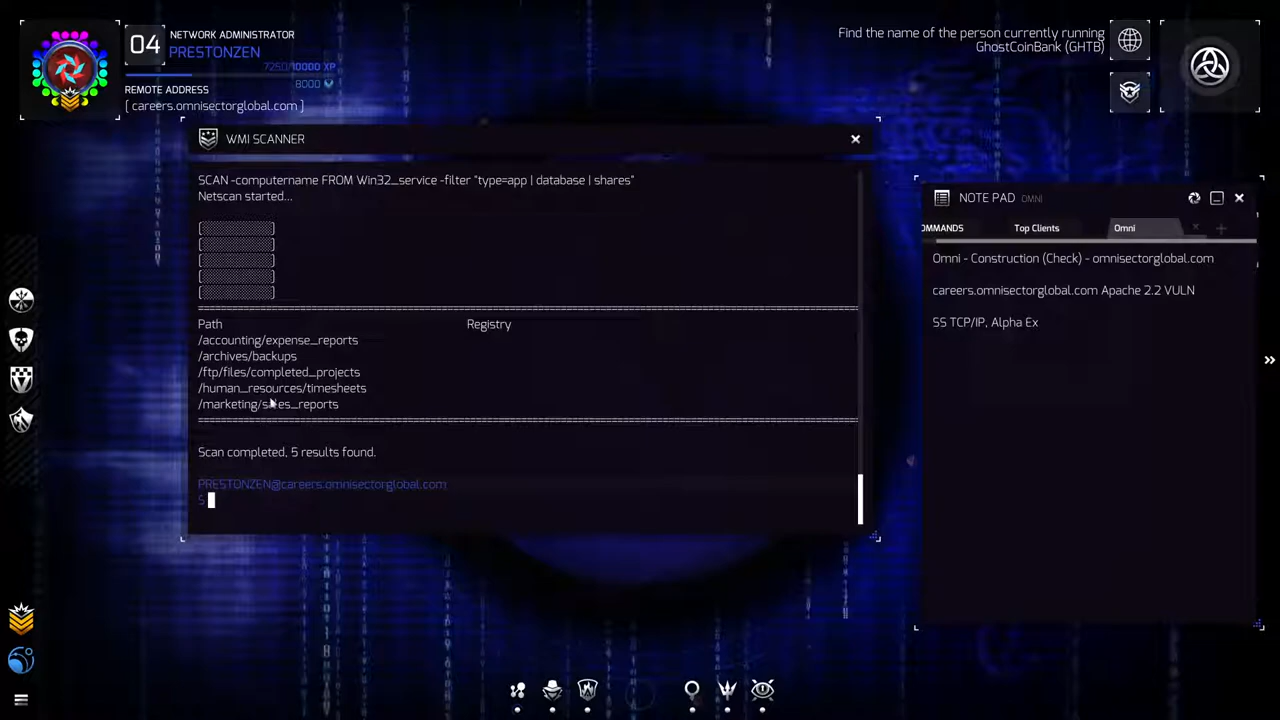 04
NETWORK ADMINISTRATOR
PRESTONZEN
7250/10000 XP
8000
REMOTE ADDRESS
[ careers.omnisectorglobal.com ]
Find the name of the person currently running
GhostCoinBank (GHTB)
WMI SCANNER
SCAN -computername FROM Win32_service -filter "type=app | database | shares"
Netscan started...
==========
Path Registry
/accounting/expense_reports
/archives/backups
/ftp/files/completed_projects
/human_resources/timesheets
/marketing/sales_reports
==========
Scan completed, 5 results found.
PRESTONZEN@careers.omnisectorglobal.com
$
NOTE PAD OMNI
OMMANDS Top Clients Omni
Omni - Construction (Check) - omnisectorglobal.com
careers.omnisectorglobal.com Apache 2.2 VULN
SS TCP/IP, Alpha Ex